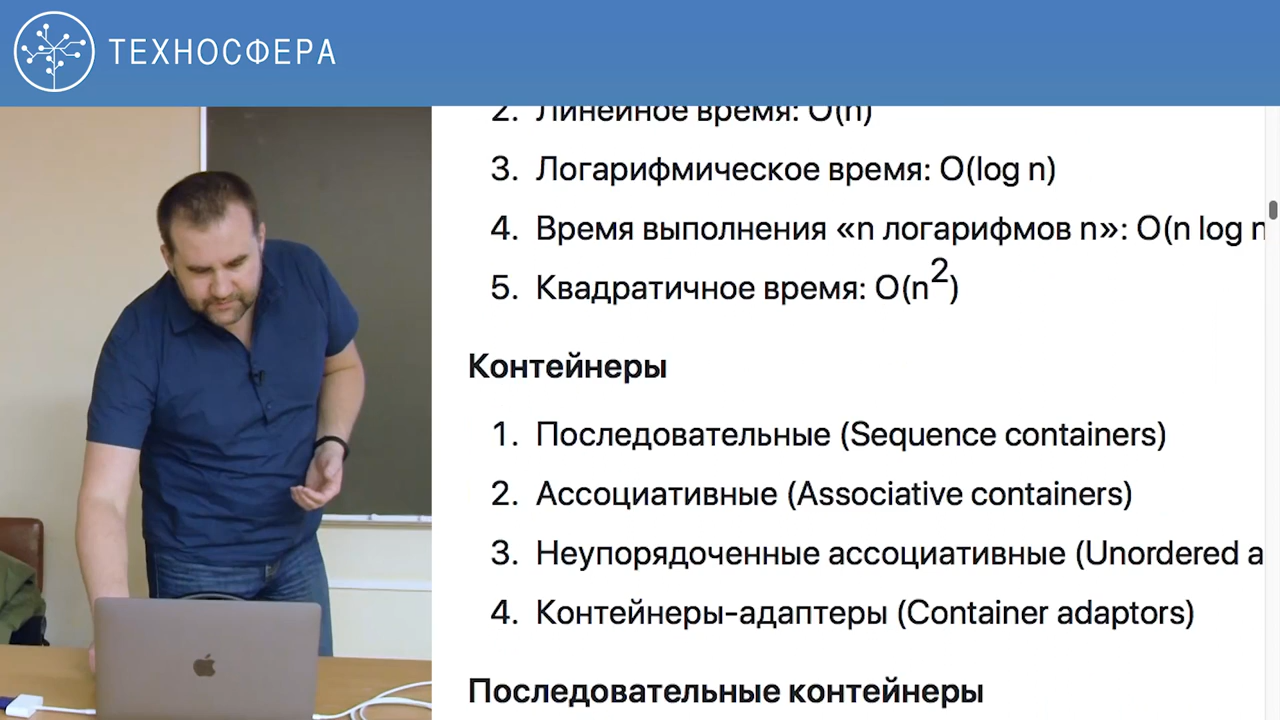 ТЕХНОСФЕРА
2. Линейное время: O(n)
3. Логарифмическое время: O(log n)
4. Время выполнения «n логарифмов n»: O(n log n
5. Квадратичное время: O(n²)
Контейнеры
1. Последовательные (Sequence containers)
2. Ассоциативные (Associative containers)
3. Неупорядоченные ассоциативные (Unordered a
4. Контейнеры-адаптеры (Container adaptors)
Последовательные контейнеры